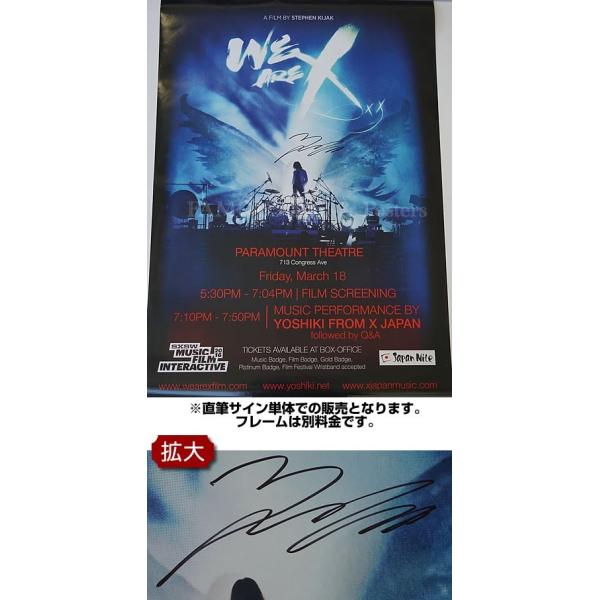 A FILM BY STEPHEN KIJAK
WE
ARE X
PARAMOUNT THEATRE
713 Congress Ave
Friday, March 18
5:30PM - 7:04PM | FILM SCREENING
7:10PM - 7:50PM | MUSIC PERFORMANCE BY
YOSHIKI FROM X JAPAN
followed by Q&A
SXSW
MUSIC 2016
FILM
INTERACTIVE
TICKETS AVAILABLE AT BOX-OFFICE
Music Badge, Film Badge, Gold Badge,
Platinum Badge, Film Festival Wristband accepted
Japan Nite
www.wearexfilm.com www.yoshiki.net www.xjapanmusic.com
※直筆サイン単体での販売となります。
フレームは別料金です。
拡大